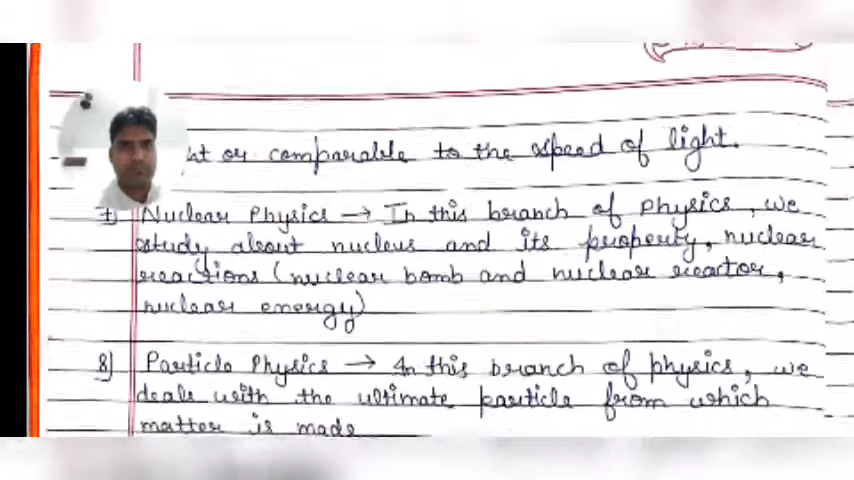 ht or comparable to the speed of light.
7) Nuclear Physics → In this branch of physics, we
study about nucleus and its property, nuclear
reactions (nuclear bomb and nuclear reactor,
nuclear energy)
8) Particle Physics → In this branch of physics, we
deals with the ultimate particle from which
matter is made